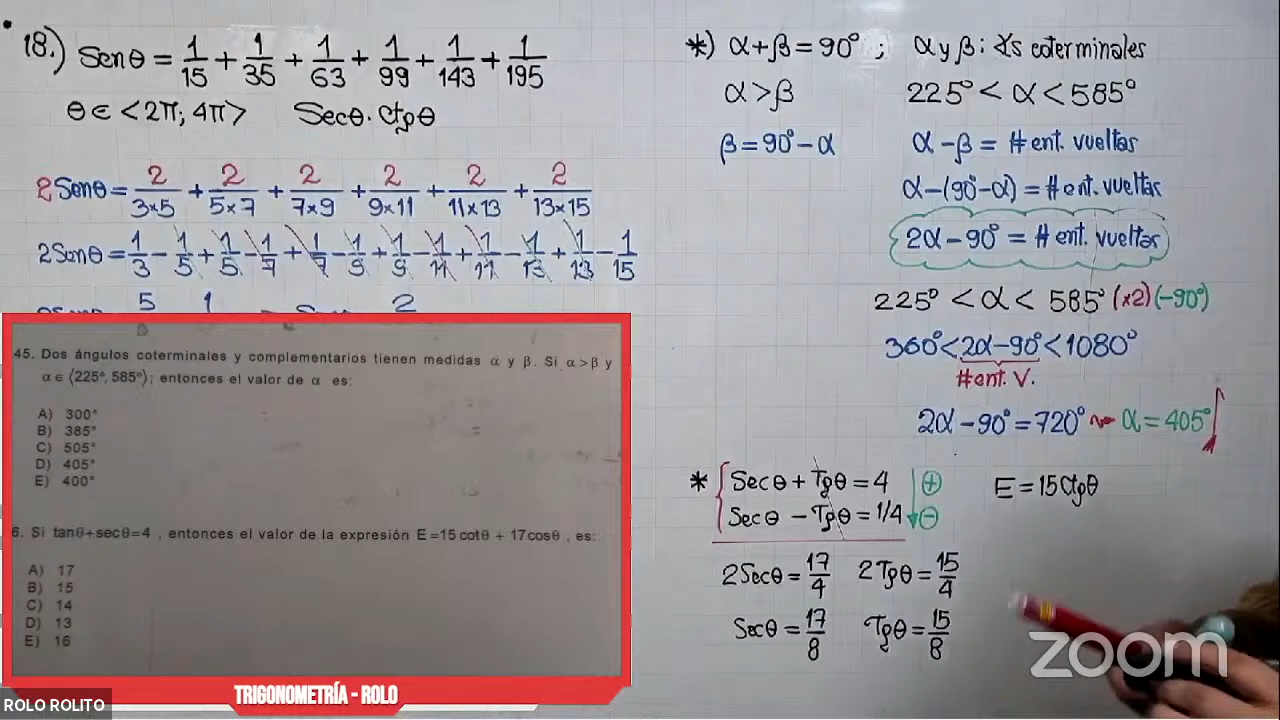 18.) Senθ = 1/15 + 1/35 + 1/63 + 1/99 + 1/143 + 1/195
θ ∈ <2π; 4π> Secθ.Ctgθ
2Senθ = 2/3×5 + 2/5×7 + 2/7×9 + 2/9×11 + 2/11×13 + 2/13×15
2Senθ = 1/3 - 1/5 + 1/5 - 1/7 + 1/7 - 1/9 + 1/9 - 1/11 + 1/11 - 1/13 + 1/13 - 1/15
5 1 2
45. Dos ángulos coterminales y complementarios tienen medidas α y β. Si α>β y
α∈⟨225°, 585°⟩; entonces el valor de α es:
A) 300°
B) 385°
C) 505°
D) 405°
E) 400°
6. Si tanθ+secθ=4 , entonces el valor de la expresión E=15cotθ + 17cosθ , es:
A) 17
B) 15
C) 14
D) 13
E) 16
TRIGONOMETRÍA - ROLO
ROLO ROLITO
*) α+β = 90° ; α y β : ∢s coterminales
α > β 225° < α < 585°
β = 90° - α α - β = # ent. vueltas
α - (90° - α) = # ent. vueltas
2α - 90° = # ent. vueltas
225° < α < 585° (×2) (-90°)
360° < 2α - 90° < 1080°
# ent. V.
2α - 90° = 720° α = 405°
* Secθ + Tgθ = 4 ⊕ E = 15Ctgθ
Secθ - Tgθ = 1/4 ⊖
2Secθ = 17/4 2Tgθ = 15/4
Secθ = 17/8 Tgθ = 15/8
zoom